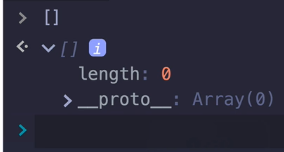 > []
[] i
length: 0
> __proto__: Array(0)
>